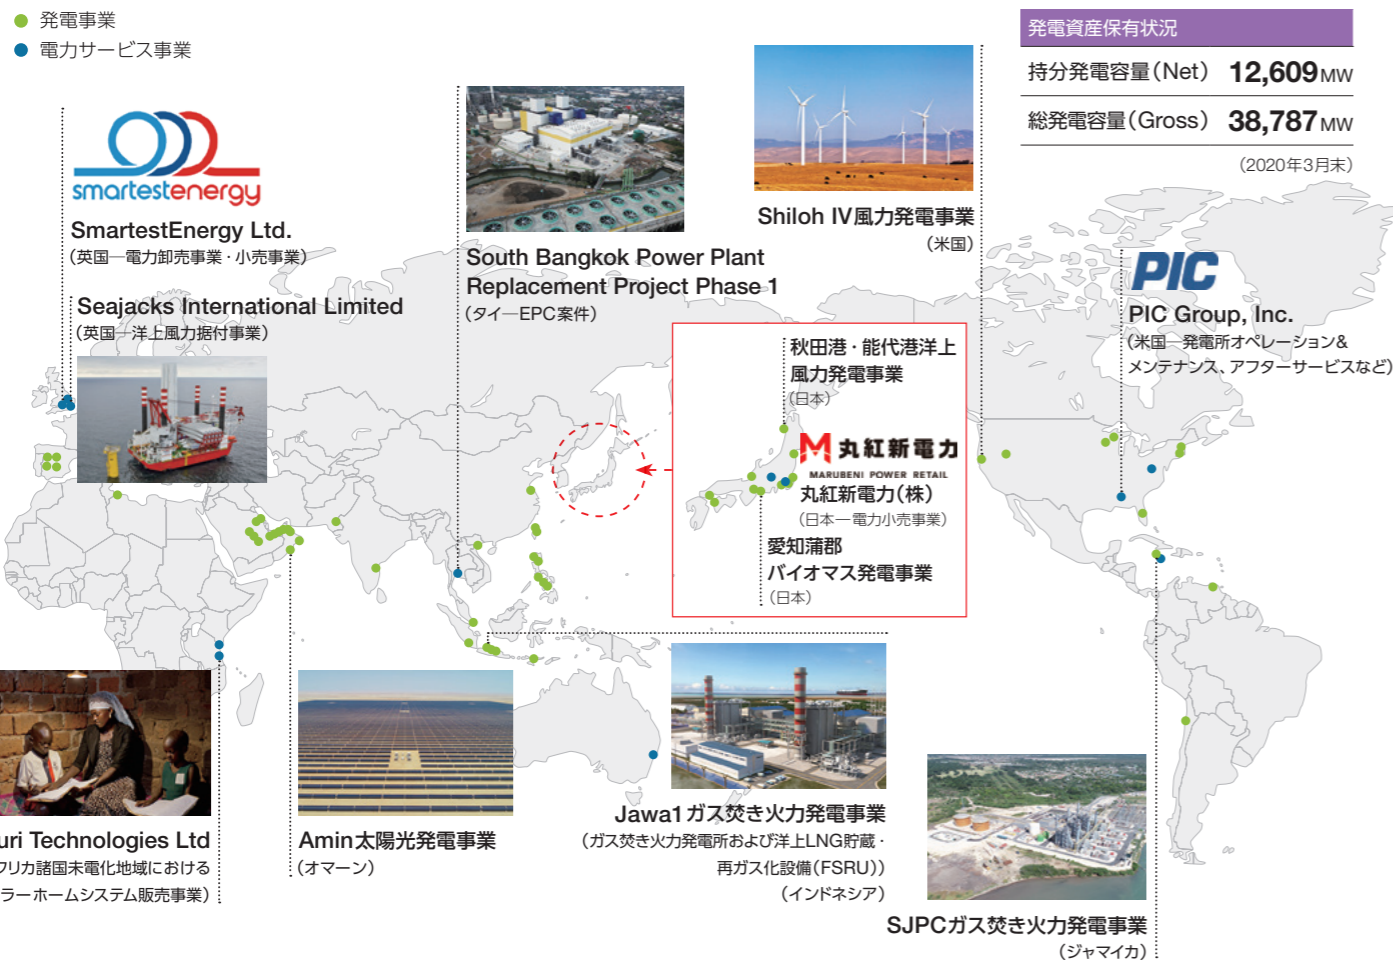 発電事業
電力サービス事業
発電資産保有状況
持分発電容量(Net) 12,609MW
総発電容量(Gross) 38,787MW
(2020年3月末)
smartestenergy
SmartestEnergy Ltd.
(英国―電力卸売事業・小売事業)
Seajacks International Limited
(英国―洋上風力据付事業)
South Bangkok Power Plant
Replacement Project Phase 1
(タイ―EPC案件)
Shiloh IV風力発電事業
(米国)
PIC
PIC Group, Inc.
(米国―発電所オペレーション&
メンテナンス、アフターサービスなど)
秋田港・能代港洋上
風力発電事業
(日本)
丸紅新電力
MARUBENI POWER RETAIL
丸紅新電力(株)
(日本―電力小売事業)
愛知蒲郡
バイオマス発電事業
(日本)
uri Technologies Ltd
フリカ諸国未電化地域における
ラーホームシステム販売事業)
Amin太陽光発電事業
(オマーン)
Jawa1ガス焚き火力発電事業
(ガス焚き火力発電所および洋上LNG貯蔵・
再ガス化設備(FSRU))
(インドネシア)
SJPCガス焚き火力発電事業
(ジャマイカ)